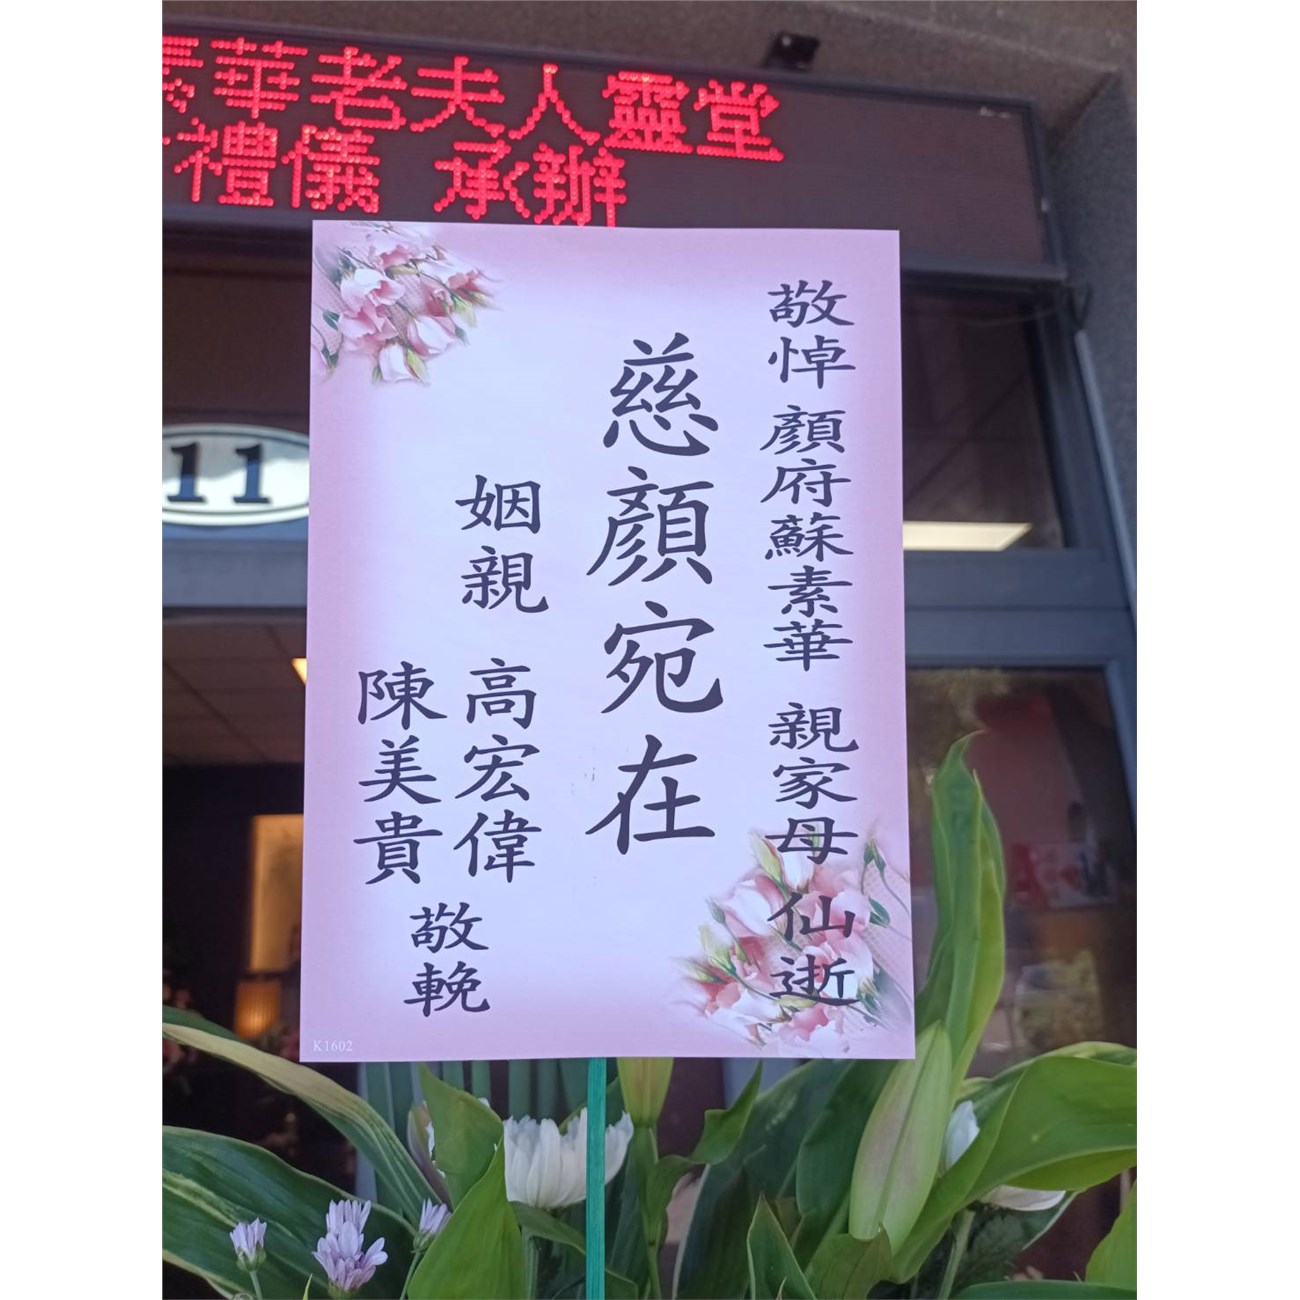 華老夫人靈堂
禮儀 承辦
11
敬悼 顏府蘇素華 親家母 仙逝
慈顏宛在
姻親 高宏偉
陳美貴
敬輓
K1602